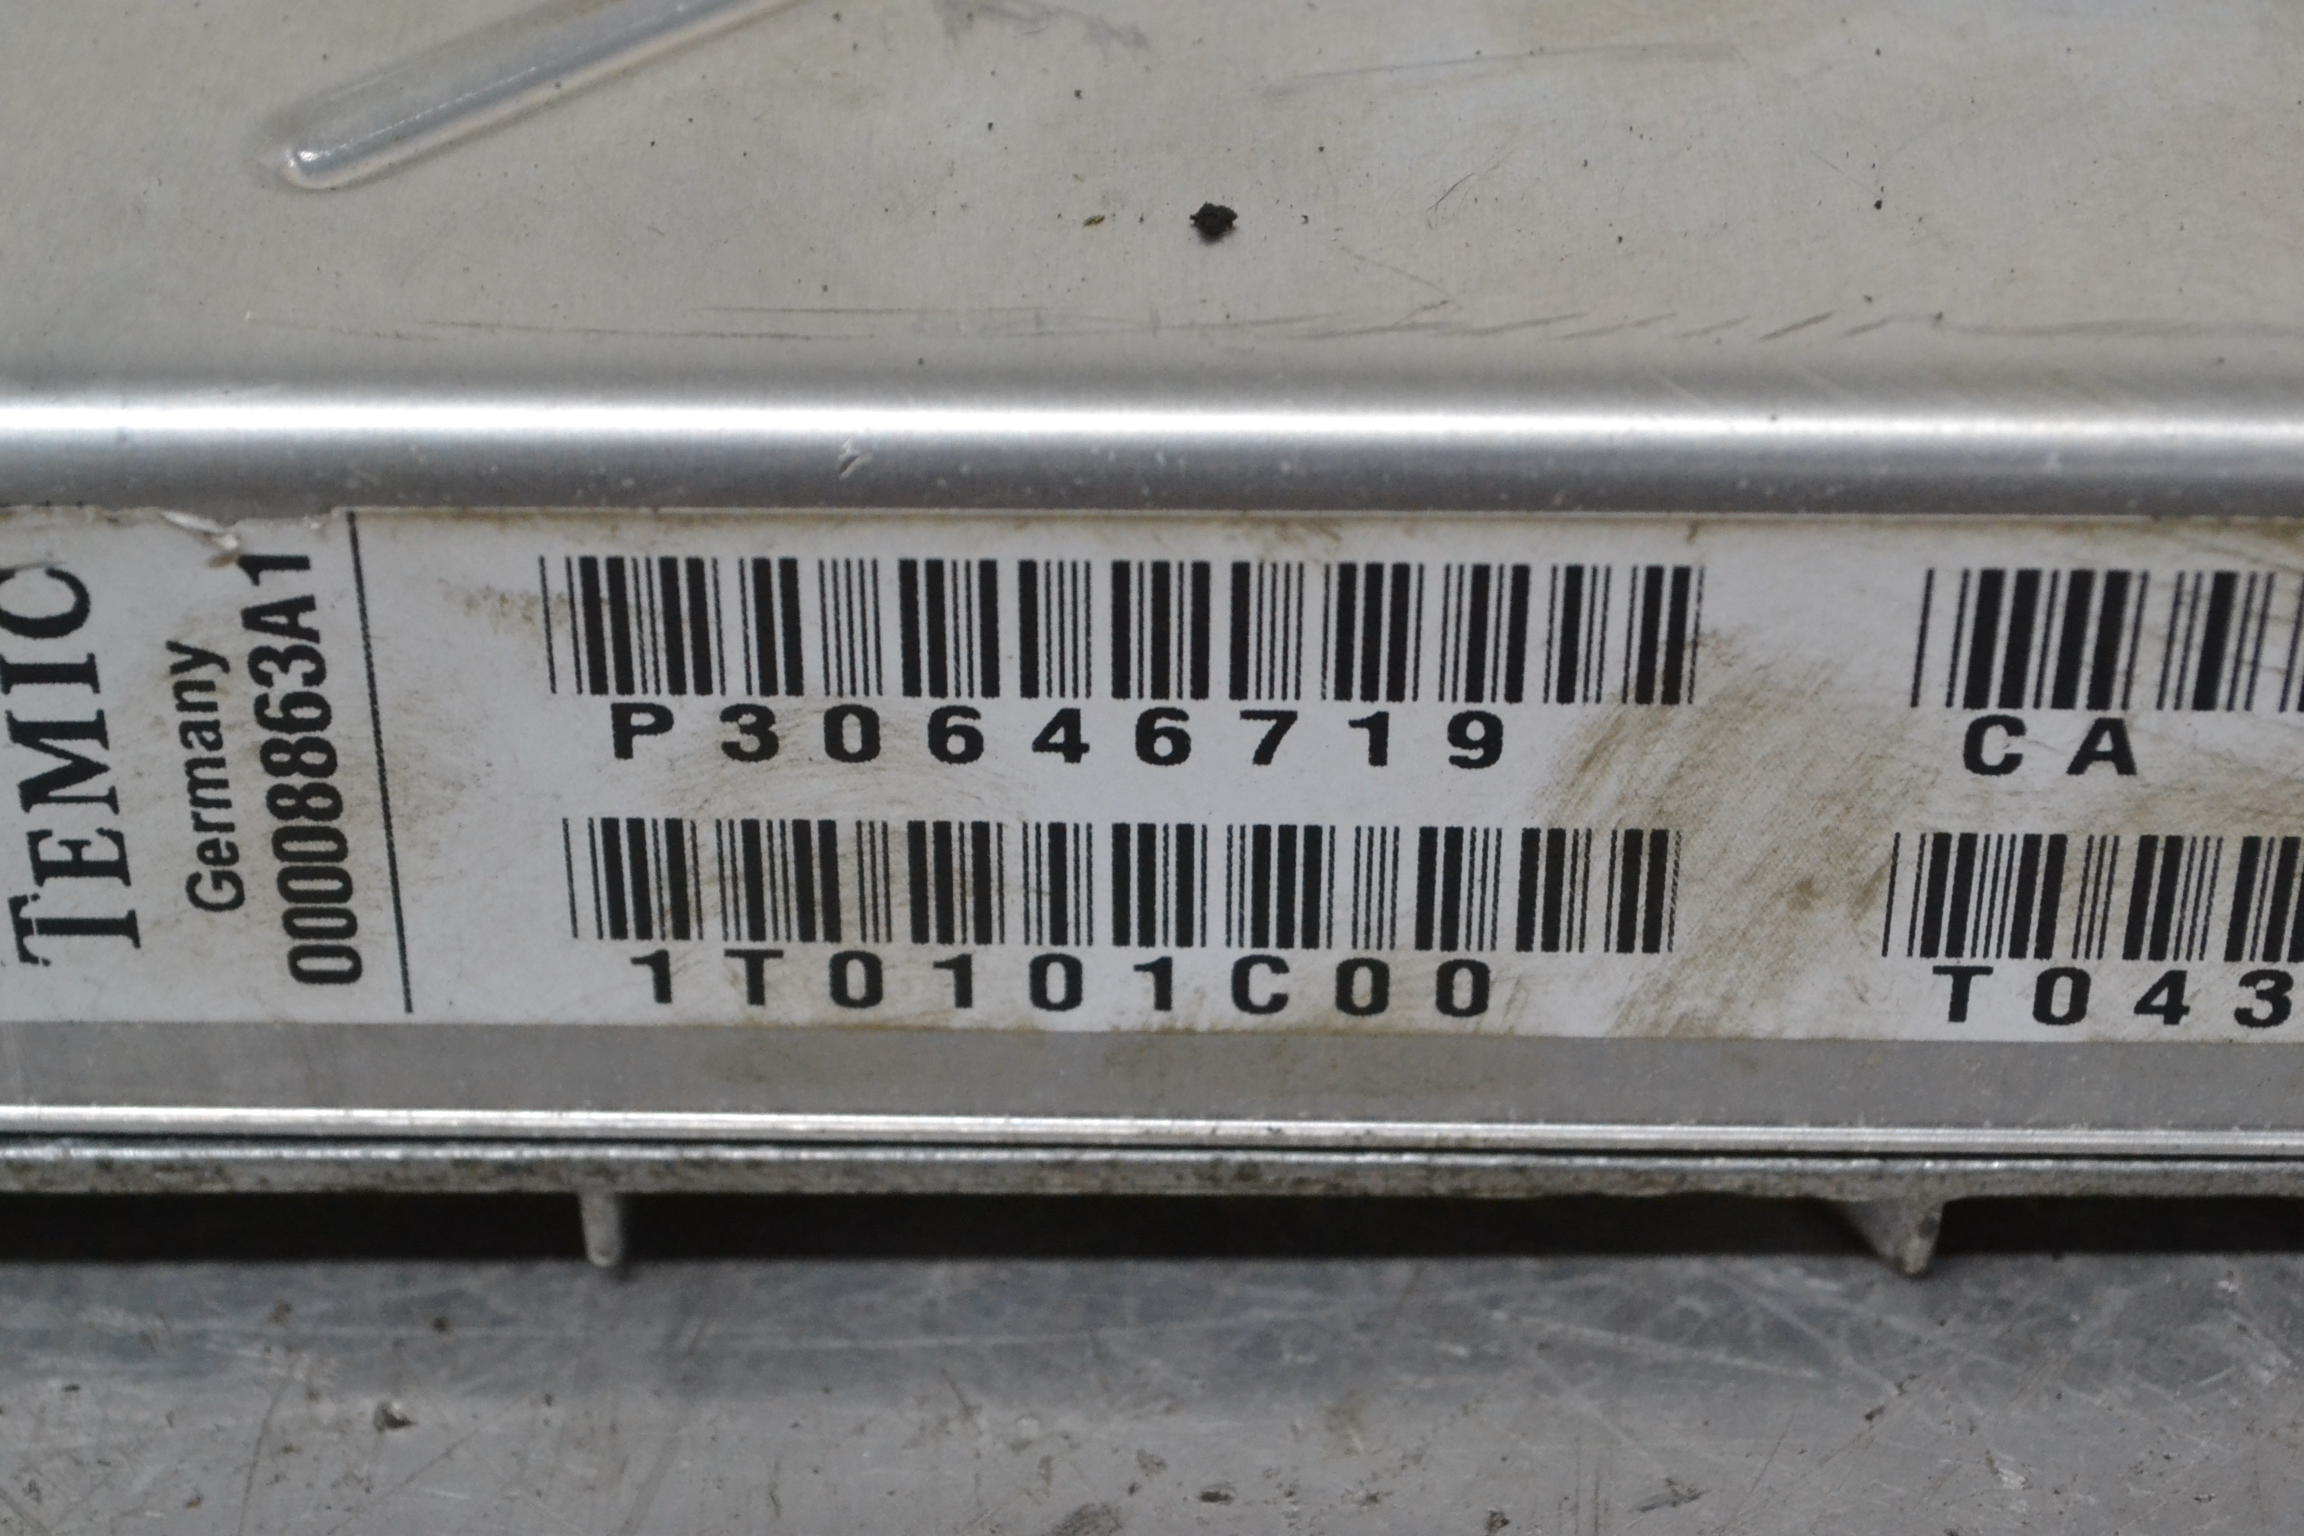 TEMIC
Germany
00008863A1
P30646719
CA
1T0101C00
T043